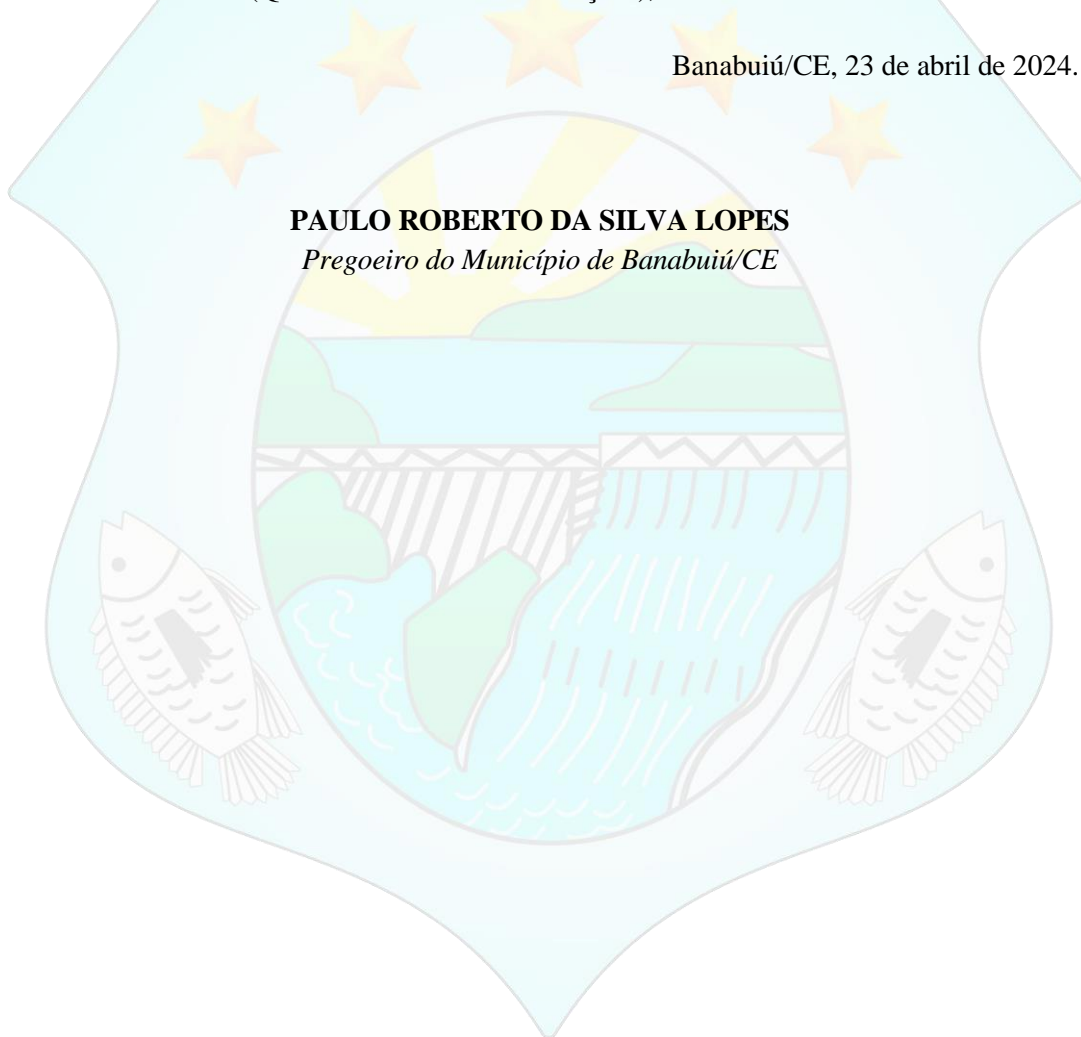 Banabuiú/CE, 23 de abril de 2024.
PAULO ROBERTO DA SILVA LOPES
Pregoeiro do Município de Banabuiú/CE